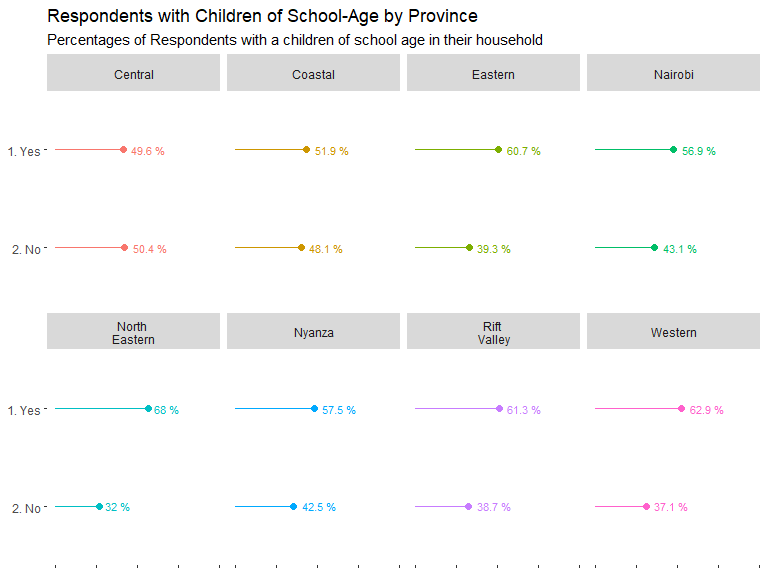 Respondents with Children of School-Age by Province
Percentages of Respondents with a children of school age in their household
Central
Coastal
Eastern
Nairobi
1. Yes
49.6 %
51.9 %
60.7 %
56.9 %
2. No
50.4 %
48.1 %
39.3 %
43.1 %
North
Eastern
Nyanza
Rift
Valley
Western
1. Yes
68 %
57.5 %
61.3 %
62.9 %
2. No
32 %
42.5 %
38.7 %
37.1 %